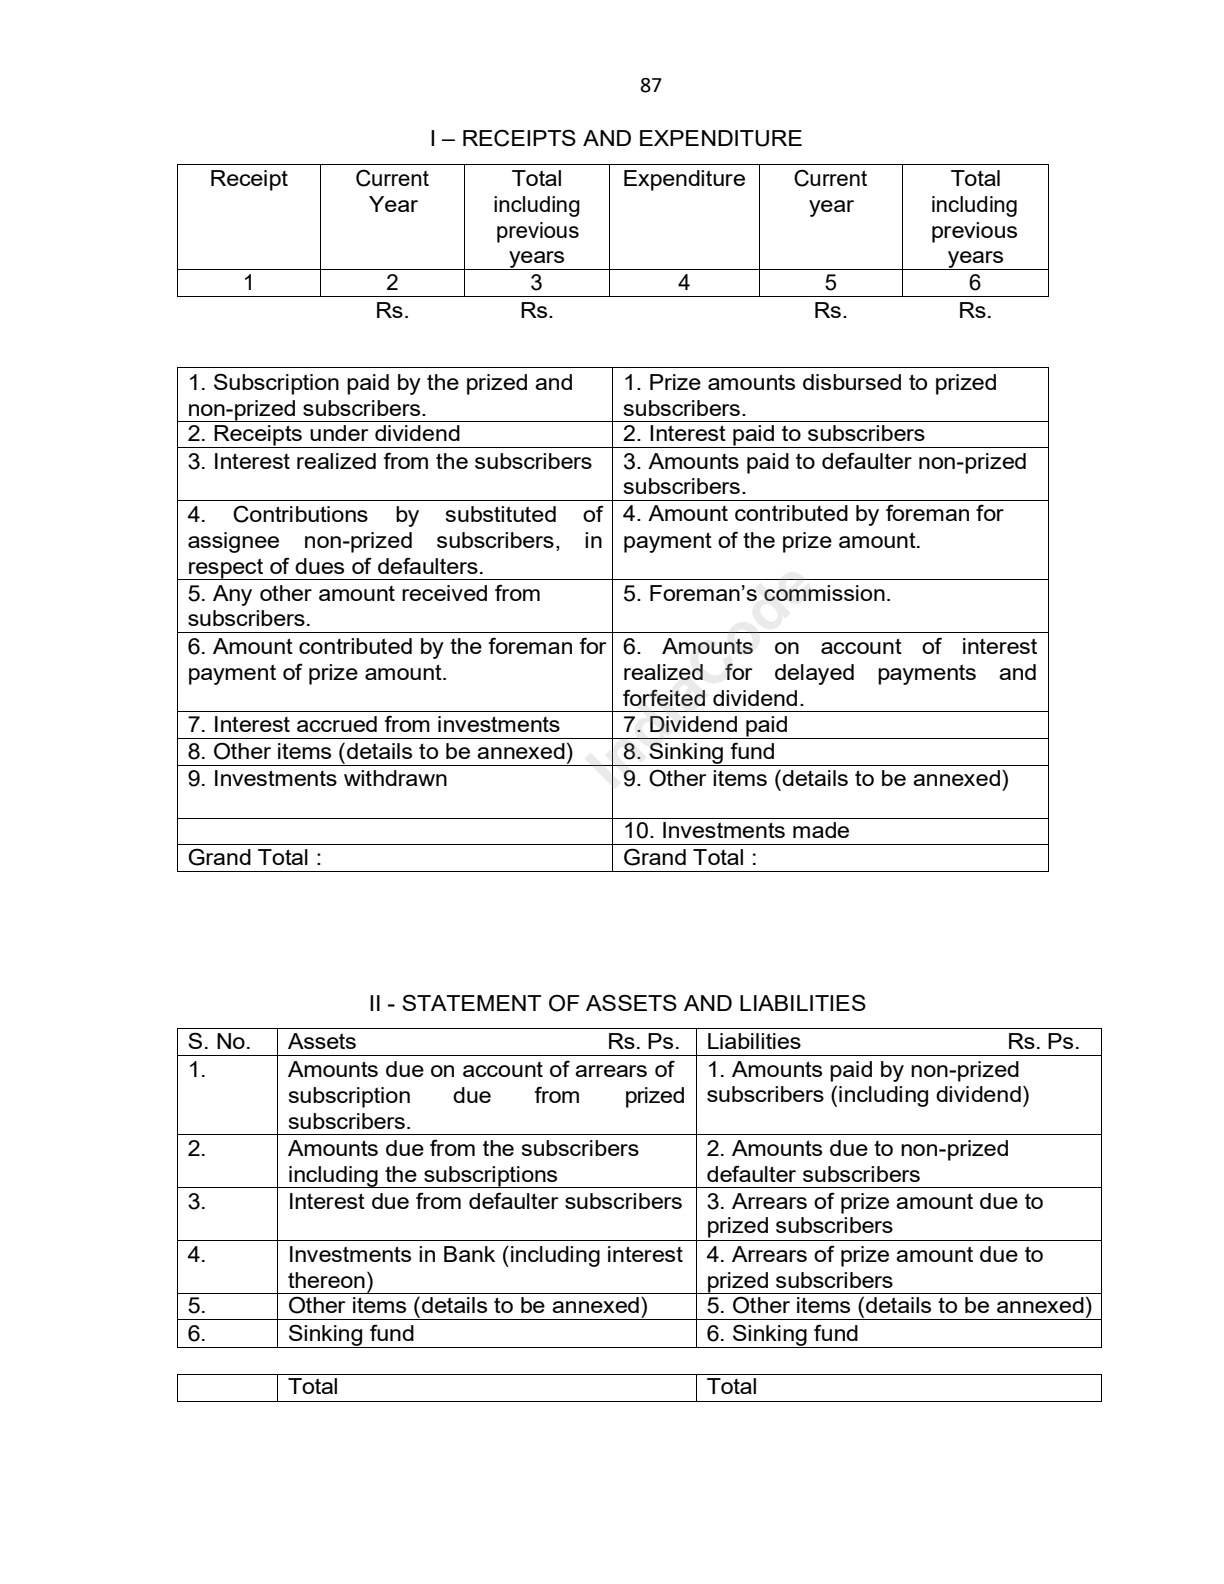 87
I – RECEIPTS AND EXPENDITURE
Receipt Current Year Total including previous years Expenditure Current year Total including previous years
1 2 3 4 5 6
Rs. Rs. Rs. Rs.
1. Subscription paid by the prized and
non-prized subscribers.
1. Prize amounts disbursed to prized
subscribers.
2. Receipts under dividend
2. Interest paid to subscribers
3. Interest realized from the subscribers
3. Amounts paid to defaulter non-prized
subscribers.
4. Contributions by substituted of
assignee non-prized subscribers, in
respect of dues of defaulters.
4. Amount contributed by foreman for
payment of the prize amount.
5. Any other amount received from
subscribers.
5. Foreman’s commission.
6. Amount contributed by the foreman for
payment of prize amount.
6. Amounts on account of interest
realized for delayed payments and
forfeited dividend.
7. Interest accrued from investments
7. Dividend paid
8. Other items (details to be annexed)
8. Sinking fund
9. Investments withdrawn
9. Other items (details to be annexed)
10. Investments made
Grand Total :
Grand Total :
IndiaCode
II - STATEMENT OF ASSETS AND LIABILITIES
S. No. Assets Rs. Ps. Liabilities Rs. Ps.
1.
Amounts due on account of arrears of
subscription due from prized
subscribers.
1. Amounts paid by non-prized
subscribers (including dividend)
2.
Amounts due from the subscribers
including the subscriptions
2. Amounts due to non-prized
defaulter subscribers
3.
Interest due from defaulter subscribers
3. Arrears of prize amount due to
prized subscribers
4.
Investments in Bank (including interest
thereon)
4. Arrears of prize amount due to
prized subscribers
5.
Other items (details to be annexed)
5. Other items (details to be annexed)
6.
Sinking fund
6. Sinking fund
Total
Total